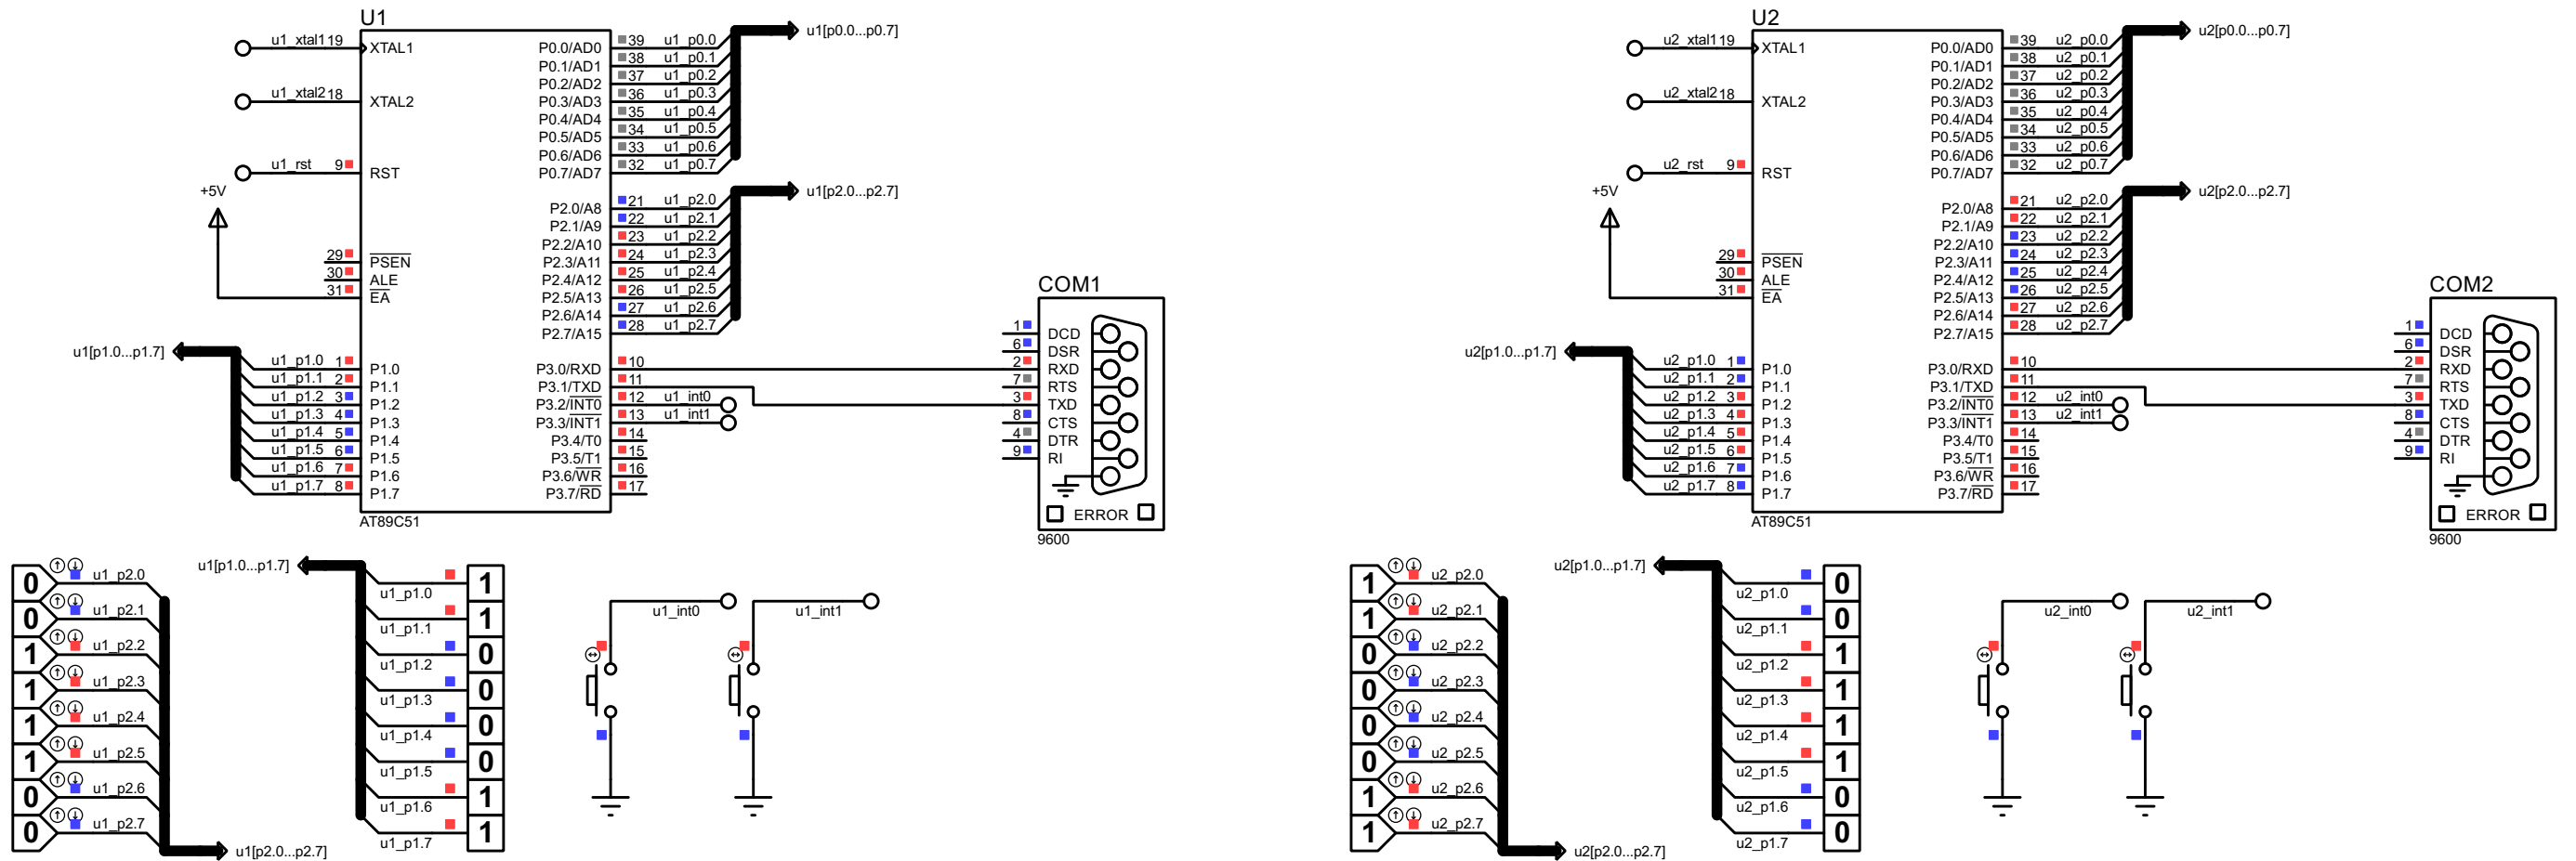 U1
u1_xtal1 19 XTAL1
u1_xtal2 18 XTAL2
u1_rst 9 RST
+5V
29 PSEN
30 ALE
31 EA
u1[p1.0...p1.7]
u1_p1.0 1 P1.0
u1_p1.1 2 P1.1
u1_p1.2 3 P1.2
u1_p1.3 4 P1.3
u1_p1.4 5 P1.4
u1_p1.5 6 P1.5
u1_p1.6 7 P1.6
u1_p1.7 8 P1.7
P0.0/AD0 39 u1_p0.0
P0.1/AD1 38 u1_p0.1
P0.2/AD2 37 u1_p0.2
P0.3/AD3 36 u1_p0.3
P0.4/AD4 35 u1_p0.4
P0.5/AD5 34 u1_p0.5
P0.6/AD6 33 u1_p0.6
P0.7/AD7 32 u1_p0.7
u1[p0.0...p0.7]
P2.0/A8 21 u1_p2.0
P2.1/A9 22 u1_p2.1
P2.2/A10 23 u1_p2.2
P2.3/A11 24 u1_p2.3
P2.4/A12 25 u1_p2.4
P2.5/A13 26 u1_p2.5
P2.6/A14 27 u1_p2.6
P2.7/A15 28 u1_p2.7
u1[p2.0...p2.7]
P3.0/RXD 10
P3.1/TXD 11
P3.2/INT0 12 u1_int0
P3.3/INT1 13 u1_int1
P3.4/T0 14
P3.5/T1 15
P3.6/WR 16
P3.7/RD 17
AT89C51
COM1
1 DCD
6 DSR
2 RXD
7 RTS
3 TXD
8 CTS
4 DTR
9 RI
ERROR
9600
0 u1_p2.0
0 u1_p2.1
1 u1_p2.2
1 u1_p2.3
1 u1_p2.4
1 u1_p2.5
0 u1_p2.6
0 u1_p2.7
u1[p2.0...p2.7]
u1[p1.0...p1.7]
u1_p1.0 1
u1_p1.1 1
u1_p1.2 0
u1_p1.3 0
u1_p1.4 0
u1_p1.5 0
u1_p1.6 1
u1_p1.7 1
u1_int0
u1_int1
U2
u2_xtal1 19 XTAL1
u2_xtal2 18 XTAL2
u2_rst 9 RST
+5V
29 PSEN
30 ALE
31 EA
u2[p1.0...p1.7]
u2_p1.0 1 P1.0
u2_p1.1 2 P1.1
u2_p1.2 3 P1.2
u2_p1.3 4 P1.3
u2_p1.4 5 P1.4
u2_p1.5 6 P1.5
u2_p1.6 7 P1.6
u2_p1.7 8 P1.7
P0.0/AD0 39 u2_p0.0
P0.1/AD1 38 u2_p0.1
P0.2/AD2 37 u2_p0.2
P0.3/AD3 36 u2_p0.3
P0.4/AD4 35 u2_p0.4
P0.5/AD5 34 u2_p0.5
P0.6/AD6 33 u2_p0.6
P0.7/AD7 32 u2_p0.7
u2[p0.0...p0.7]
P2.0/A8 21 u2_p2.0
P2.1/A9 22 u2_p2.1
P2.2/A10 23 u2_p2.2
P2.3/A11 24 u2_p2.3
P2.4/A12 25 u2_p2.4
P2.5/A13 26 u2_p2.5
P2.6/A14 27 u2_p2.6
P2.7/A15 28 u2_p2.7
u2[p2.0...p2.7]
P3.0/RXD 10
P3.1/TXD 11
P3.2/INT0 12 u2_int0
P3.3/INT1 13 u2_int1
P3.4/T0 14
P3.5/T1 15
P3.6/WR 16
P3.7/RD 17
AT89C51
COM2
1 DCD
6 DSR
2 RXD
7 RTS
3 TXD
8 CTS
4 DTR
9 RI
ERROR
9600
1 u2_p2.0
1 u2_p2.1
0 u2_p2.2
0 u2_p2.3
0 u2_p2.4
0 u2_p2.5
1 u2_p2.6
1 u2_p2.7
u2[p2.0...p2.7]
u2[p1.0...p1.7]
u2_p1.0 0
u2_p1.1 0
u2_p1.2 1
u2_p1.3 1
u2_p1.4 1
u2_p1.5 1
u2_p1.6 0
u2_p1.7 0
u2_int0
u2_int1